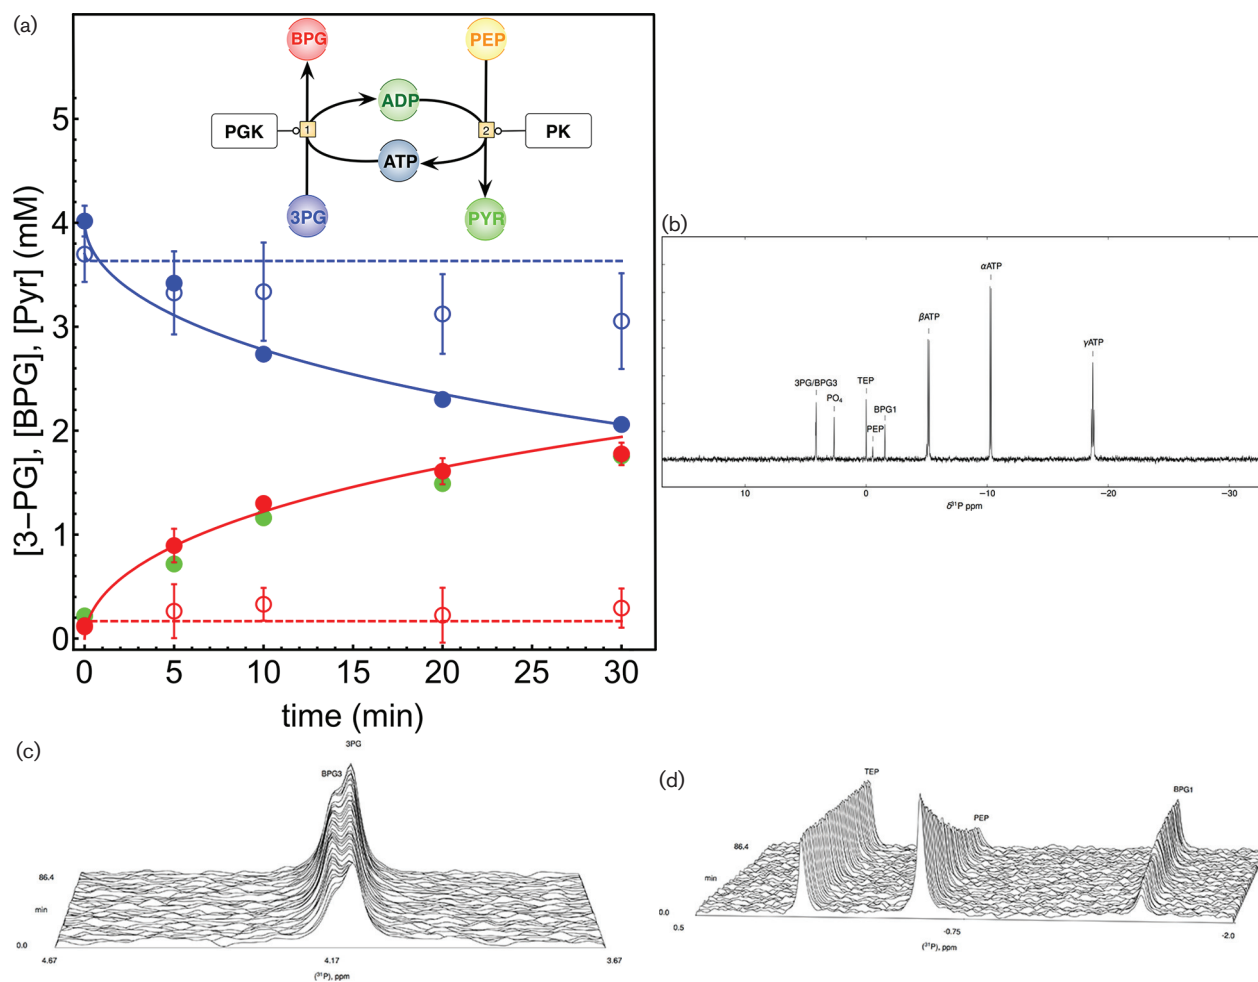 (a)
BPG
PEP
ADP
PGK
1
2
PK
ATP
3PG
PYR
[3−PG], [BPG], [Pyr] (mM)
5
4
3
2
1
0
0 5 10 15 20 25 30
time (min)
(b)
αATP
βATP
γATP
3PG/BPG3
TEP
PO₄
BPG1
PEP
10 0 −10 −20 −30
δ³¹P ppm
(c)
3PG
BPG3
86.4
min
0.0
4.67 4.17 3.67
(³¹P), ppm
(d)
TEP
BPG1
PEP
86.4
min
0.0
0.5 -0.75 -2.0
(³¹P), ppm